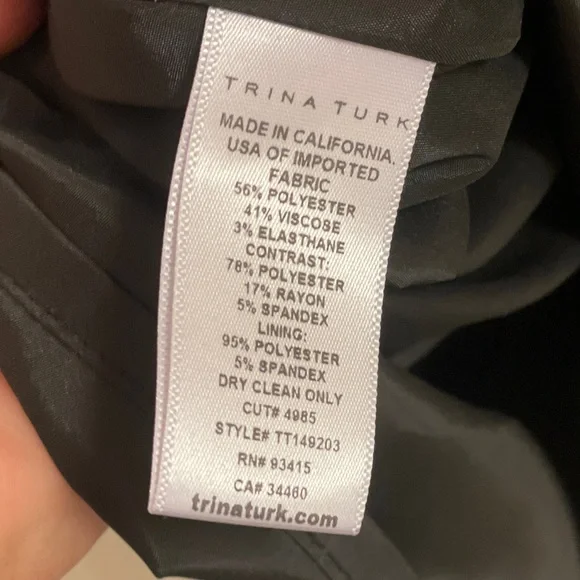 TRINA TURK
MADE IN CALIFORNIA.
USA OF IMPORTED
FABRIC
56% POLYESTER
41% VISCOSE
3% ELASTHANE
CONTRAST:
78% POLYESTER
17% RAYON
5% SPANDEX
LINING:
95% POLYESTER
5% SPANDEX
DRY CLEAN ONLY
CUT# 4985
STYLE# TT149203
RN# 93415
CA# 34460
trinaturk.com